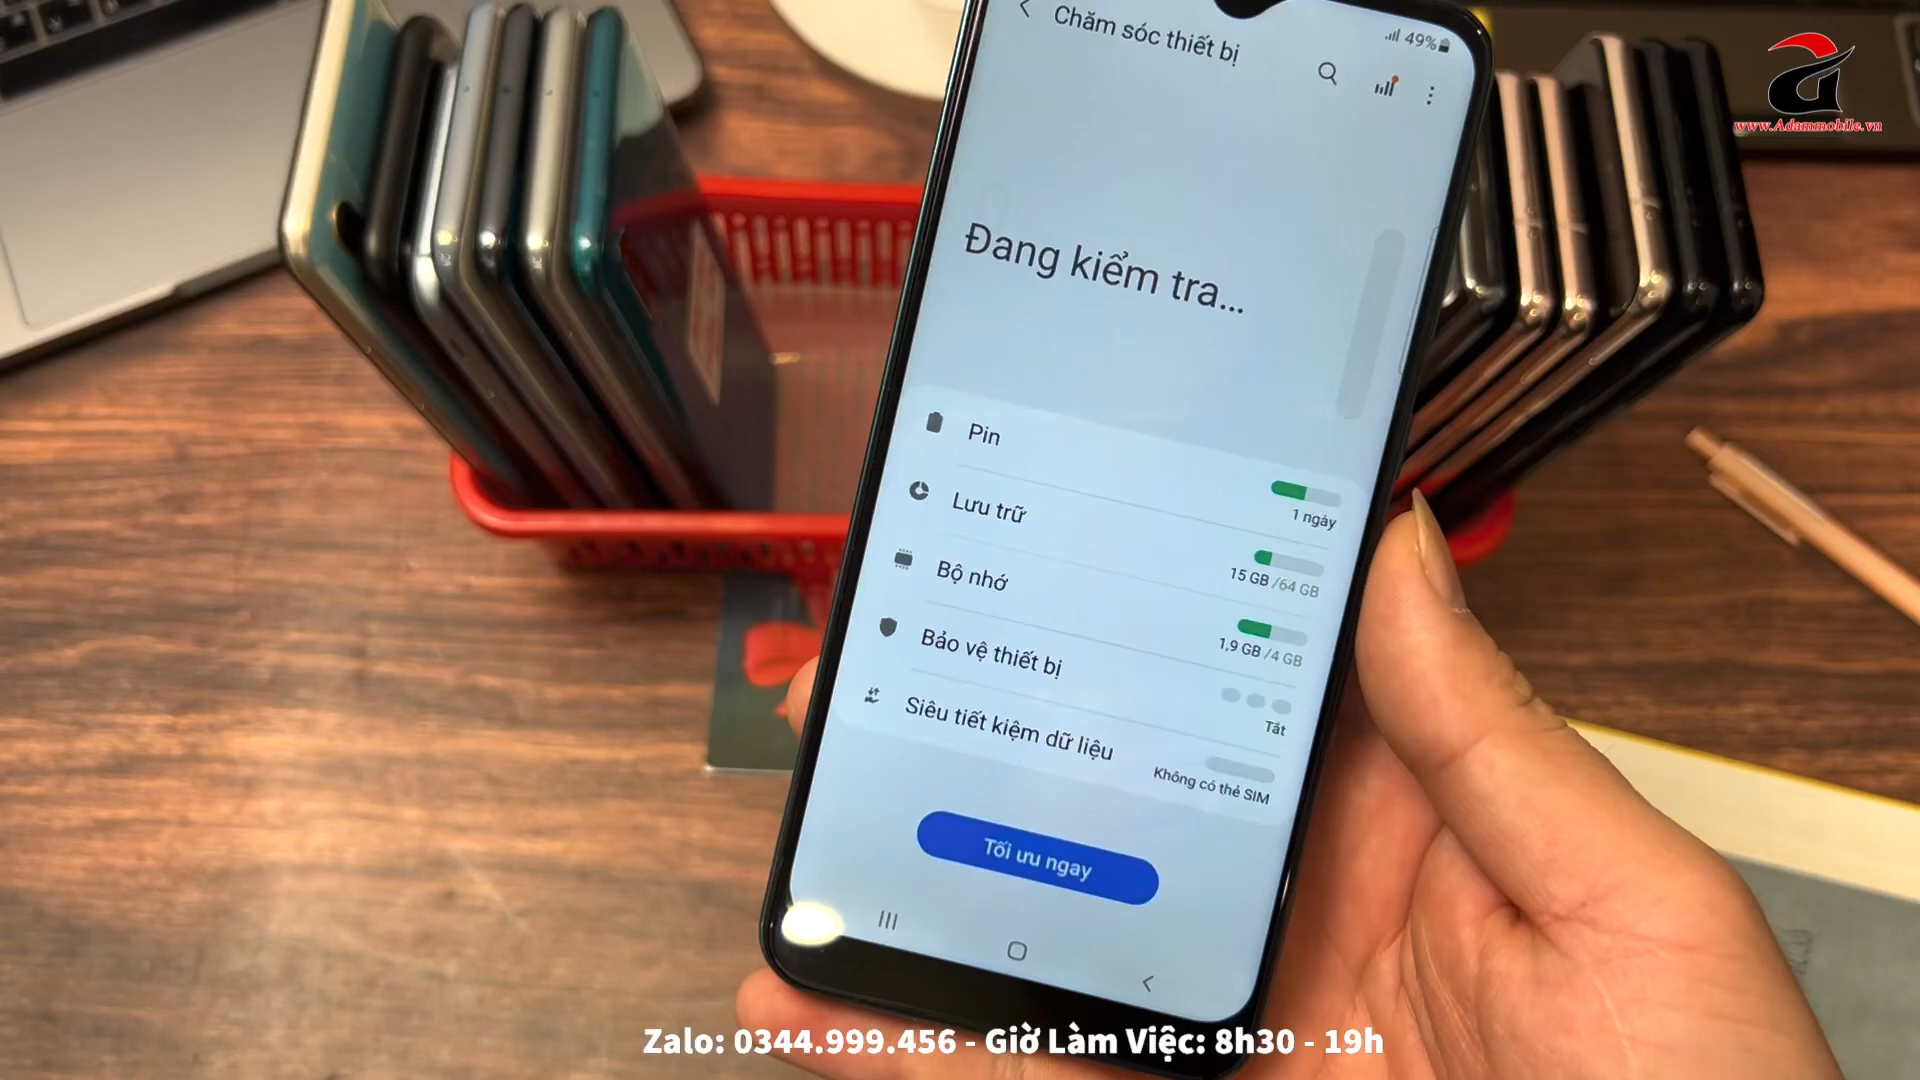 Chăm sóc thiết bị
49%
www.Adammobile.vn
Đang kiểm tra...
Pin
1 ngày
Lưu trữ
15 GB /64 GB
Bộ nhớ
1,9 GB /4 GB
Bảo vệ thiết bị
Tắt
Siêu tiết kiệm dữ liệu
Không có thẻ SIM
Tối ưu ngay
Zalo: 0344.999.456 - Giờ Làm Việc: 8h30 - 19h